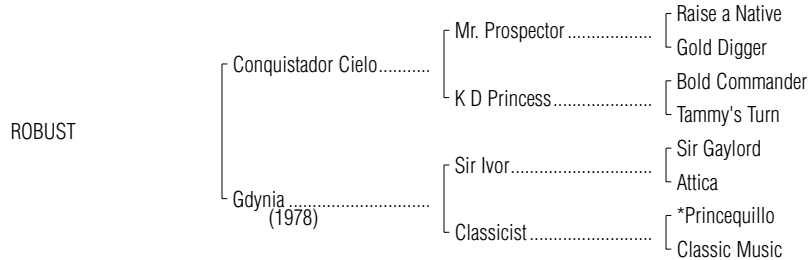 Raise a Native
Mr. Prospector
Gold Digger
Conquistador Cielo
Bold Commander
K D Princess
Tammy's Turn
ROBUST
Sir Gaylord
Sir Ivor
Attica
Gdynia
(1978)
*Princequillo
Classicist
Classic Music